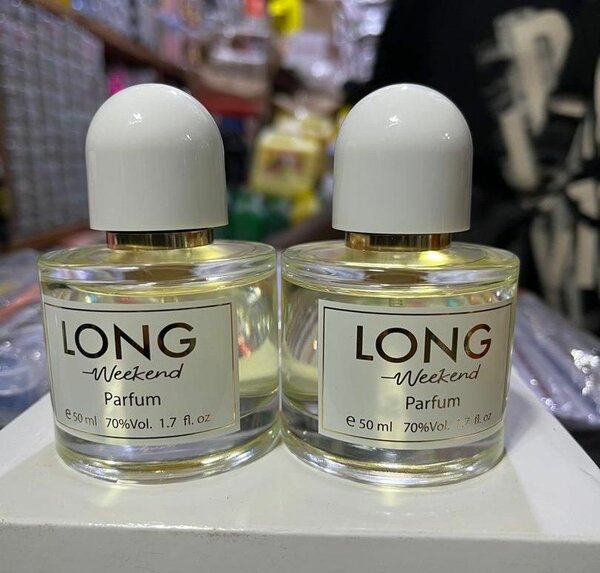 LONG
Weekend
Parfum
e 50 ml 70%Vol. 1.7 fl. oz
LONG
Weekend
Parfum
e 50 ml 70%Vol. 1.7 fl. oz